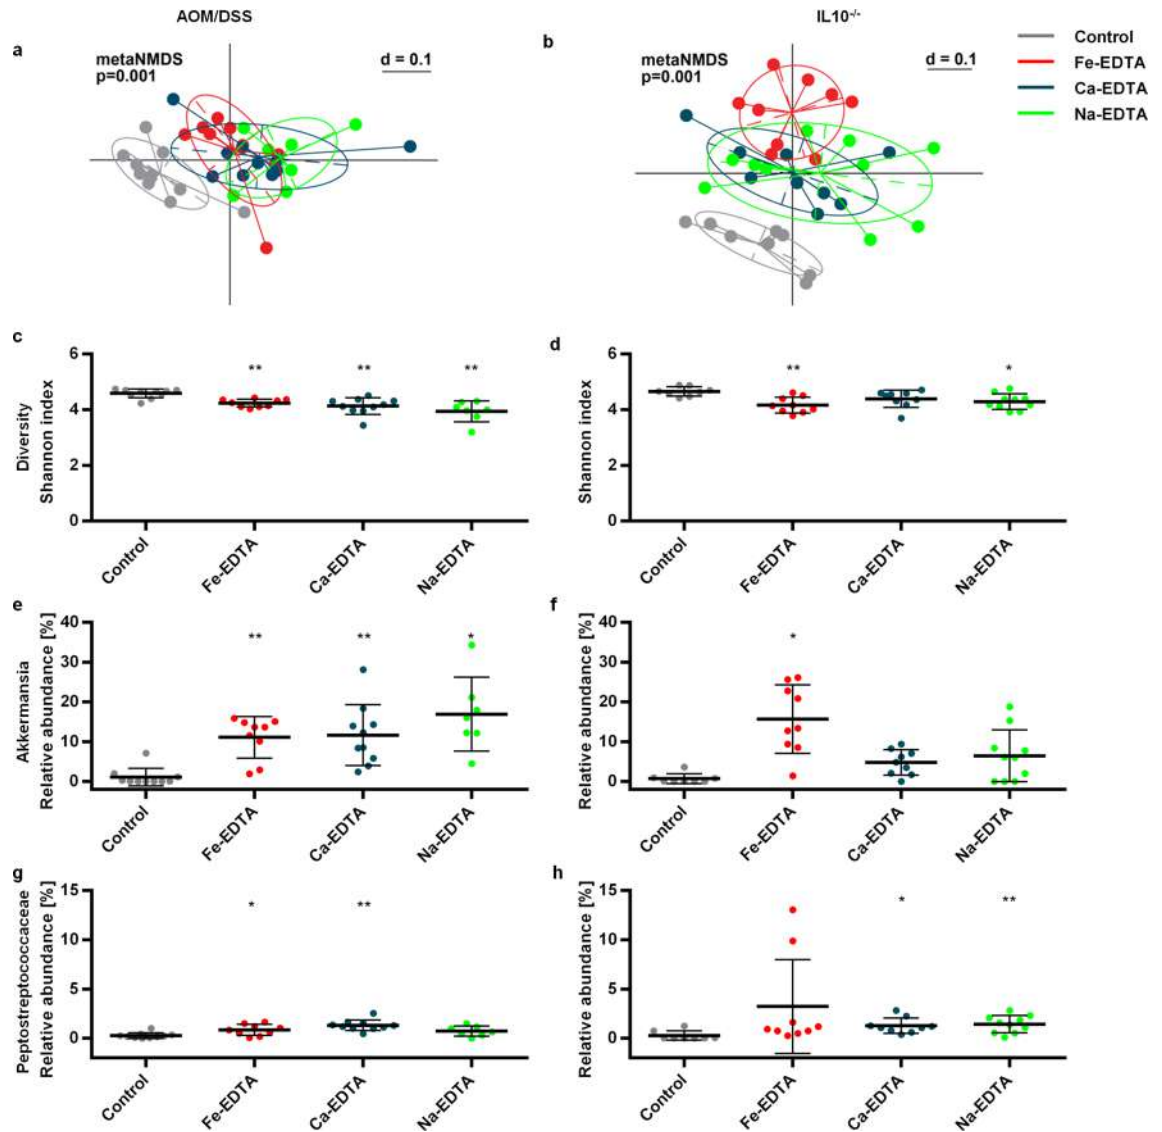 AOM/DSS
IL10-/-
a
metaNMDS
p=0.001
d = 0.1
b
metaNMDS
p=0.001
d = 0.1
Control
Fe-EDTA
Ca-EDTA
Na-EDTA
c
Diversity
Shannon index
6
4
2
0
** ** **
Control
Fe-EDTA
Ca-EDTA
Na-EDTA
d
Shannon index
6
4
2
0
** *
Control
Fe-EDTA
Ca-EDTA
Na-EDTA
e
Akkermansia
Relative abundance [%]
40
30
20
10
0
** ** *
Control
Fe-EDTA
Ca-EDTA
Na-EDTA
f
Relative abundance [%]
40
30
20
10
0
*
Control
Fe-EDTA
Ca-EDTA
Na-EDTA
g
Peptostreptococcaceae
Relative abundance [%]
15
10
5
0
* **
Control
Fe-EDTA
Ca-EDTA
Na-EDTA
h
Relative abundance [%]
15
10
5
0
* **
Control
Fe-EDTA
Ca-EDTA
Na-EDTA